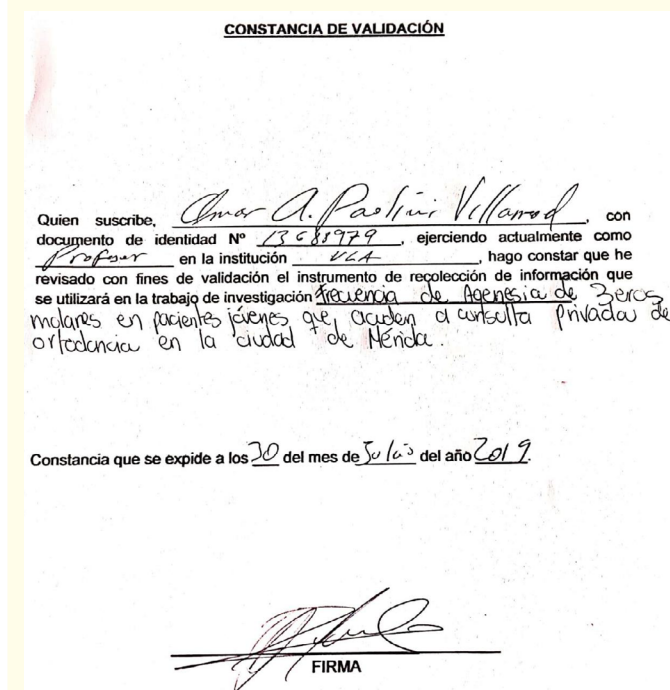 CONSTANCIA DE VALIDACIÓN
Quien suscribe, Omar A. Paolini Villarreal, con
documento de identidad Nº, ejerciendo actualmente como
Profesor en la institución, hago constar que he
revisado con fines de validación el instrumento de recolección de información que
se utilizará en la trabajo de investigación Frecuencia de Agenesia de 3eros
molares en pacientes jóvenes que acuden a consulta privada de
ortodoncia en la ciudad de Mérida.
Constancia que se expide a los 30 del mes de Julio del año 2019.
FIRMA